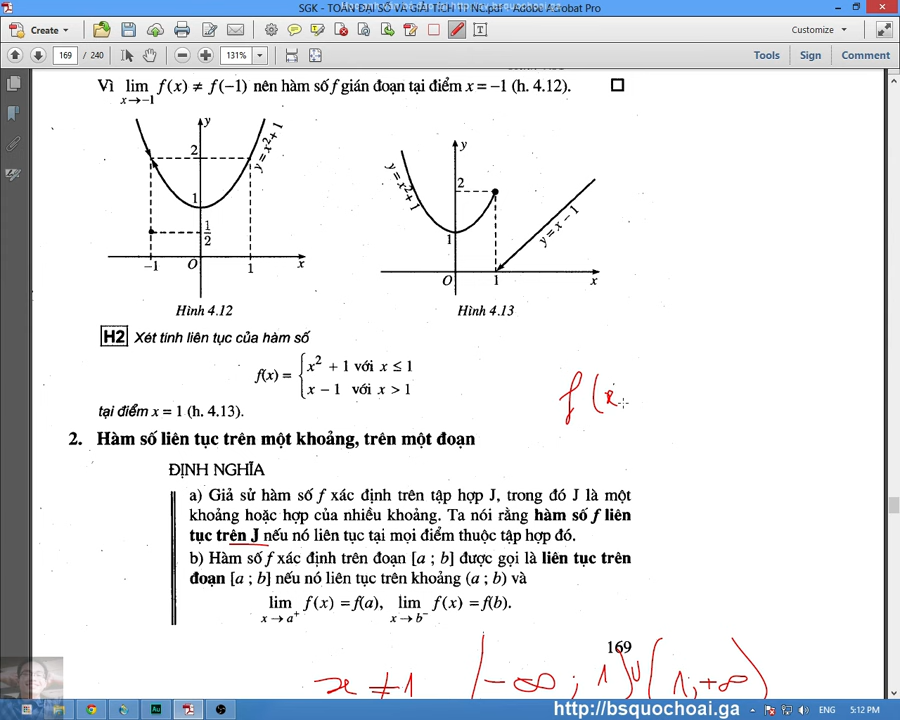 SGK - TOAN ĐẠI SỐ VÀ GIẢI TÍCH 11 Nc.pdf - Adobe Acrobat Pro
Create
Customize
169 / 240
131%
Tools Sign Comment
Vì lim f(x) ≠ f(−1) nên hàm số f gián đoạn tại điểm x = −1 (h. 4.12). □
x→−1
y
2
y = x² + 1
1
1/2
−1 O 1 x
Hình 4.12
y
y = x² + 1
2
1
y = x − 1
O 1 x
Hình 4.13
H2 Xét tính liên tục của hàm số
f(x) = { x² + 1 với x ≤ 1
x − 1 với x > 1
tại điểm x = 1 (h. 4.13).
f(x
2. Hàm số liên tục trên một khoảng, trên một đoạn
ĐỊNH NGHĨA
a) Giả sử hàm số f xác định trên tập hợp J, trong đó J là một
khoảng hoặc hợp của nhiều khoảng. Ta nói rằng hàm số f liên
tục trên J nếu nó liên tục tại mọi điểm thuộc tập hợp đó.
b) Hàm số f xác định trên đoạn [a ; b] được gọi là liên tục trên
đoạn [a ; b] nếu nó liên tục trên khoảng (a ; b) và
lim f(x) = f(a), lim f(x) = f(b).
x→a⁺ x→b⁻
169
x ≠ 1 (−∞ ; 1) ∪ (1; +∞)
http://bsquochoai.ga
ENG 5:12 PM